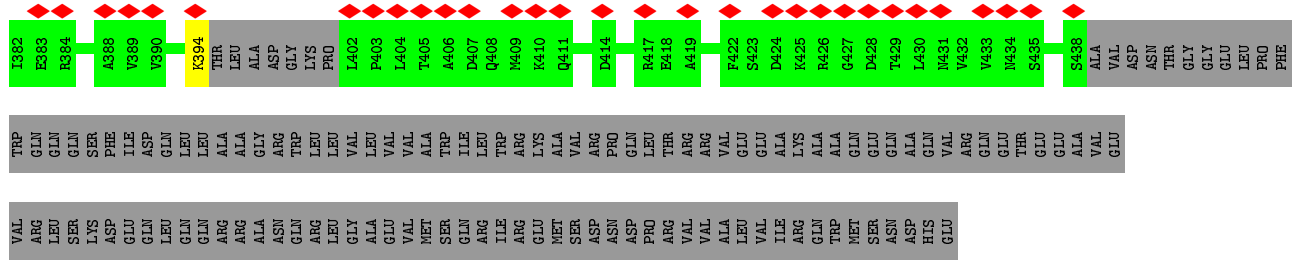 I382 E383 R384 A388 V389 V390 K394 THR LEU ALA ASP GLY LYS PRO L402 P403 L404 T405 A406 D407 Q408 M409 K410 Q411 D414 R417 E418 A419 F422 S423 D424 K425 R426 G427 D428 T429 L430 N431 V432 V433 N434 S435 S438 ALA VAL ASP ASN THR GLY GLY GLU LEU PRO PHE
TRP GLN GLN GLN SER PHE ILE ASP GLN LEU LEU ALA ALA GLY ARG TRP LEU LEU VAL LEU VAL VAL ALA TRP ILE LEU TRP ARG LYS ALA VAL ARG PRO GLN LEU THR ARG ARG VAL GLU GLU ALA LYS ALA ALA GLN GLU GLN ALA GLN VAL ARG GLN GLU THR GLU GLU ALA VAL GLU
VAL ARG LEU SER LYS ASP GLU GLN LEU GLN GLN ARG ARG ALA ASN GLN ARG LEU GLY ALA GLU VAL MET SER GLN ARG ILE ARG GLU MET SER ASP ASN ASP PRO ARG VAL VAL ALA LEU VAL ILE ARG GLN TRP MET SER ASN ASP HIS GLU